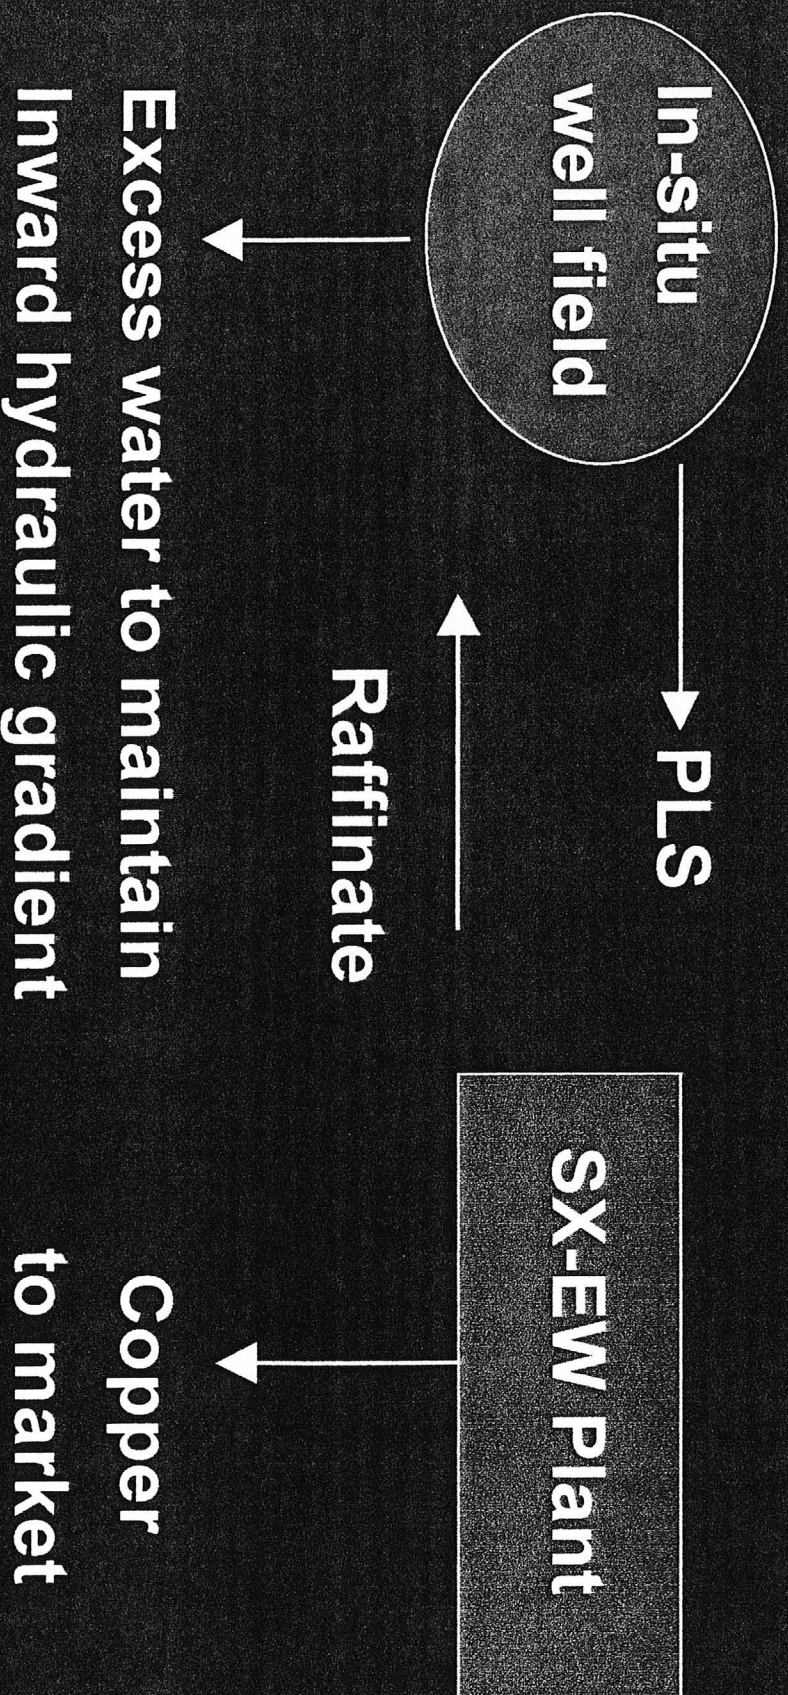 In-situ
well field
PLS
Raffinate
SX-EW Plant
Excess water to maintain
Inward hydraulic gradient
Copper
to market